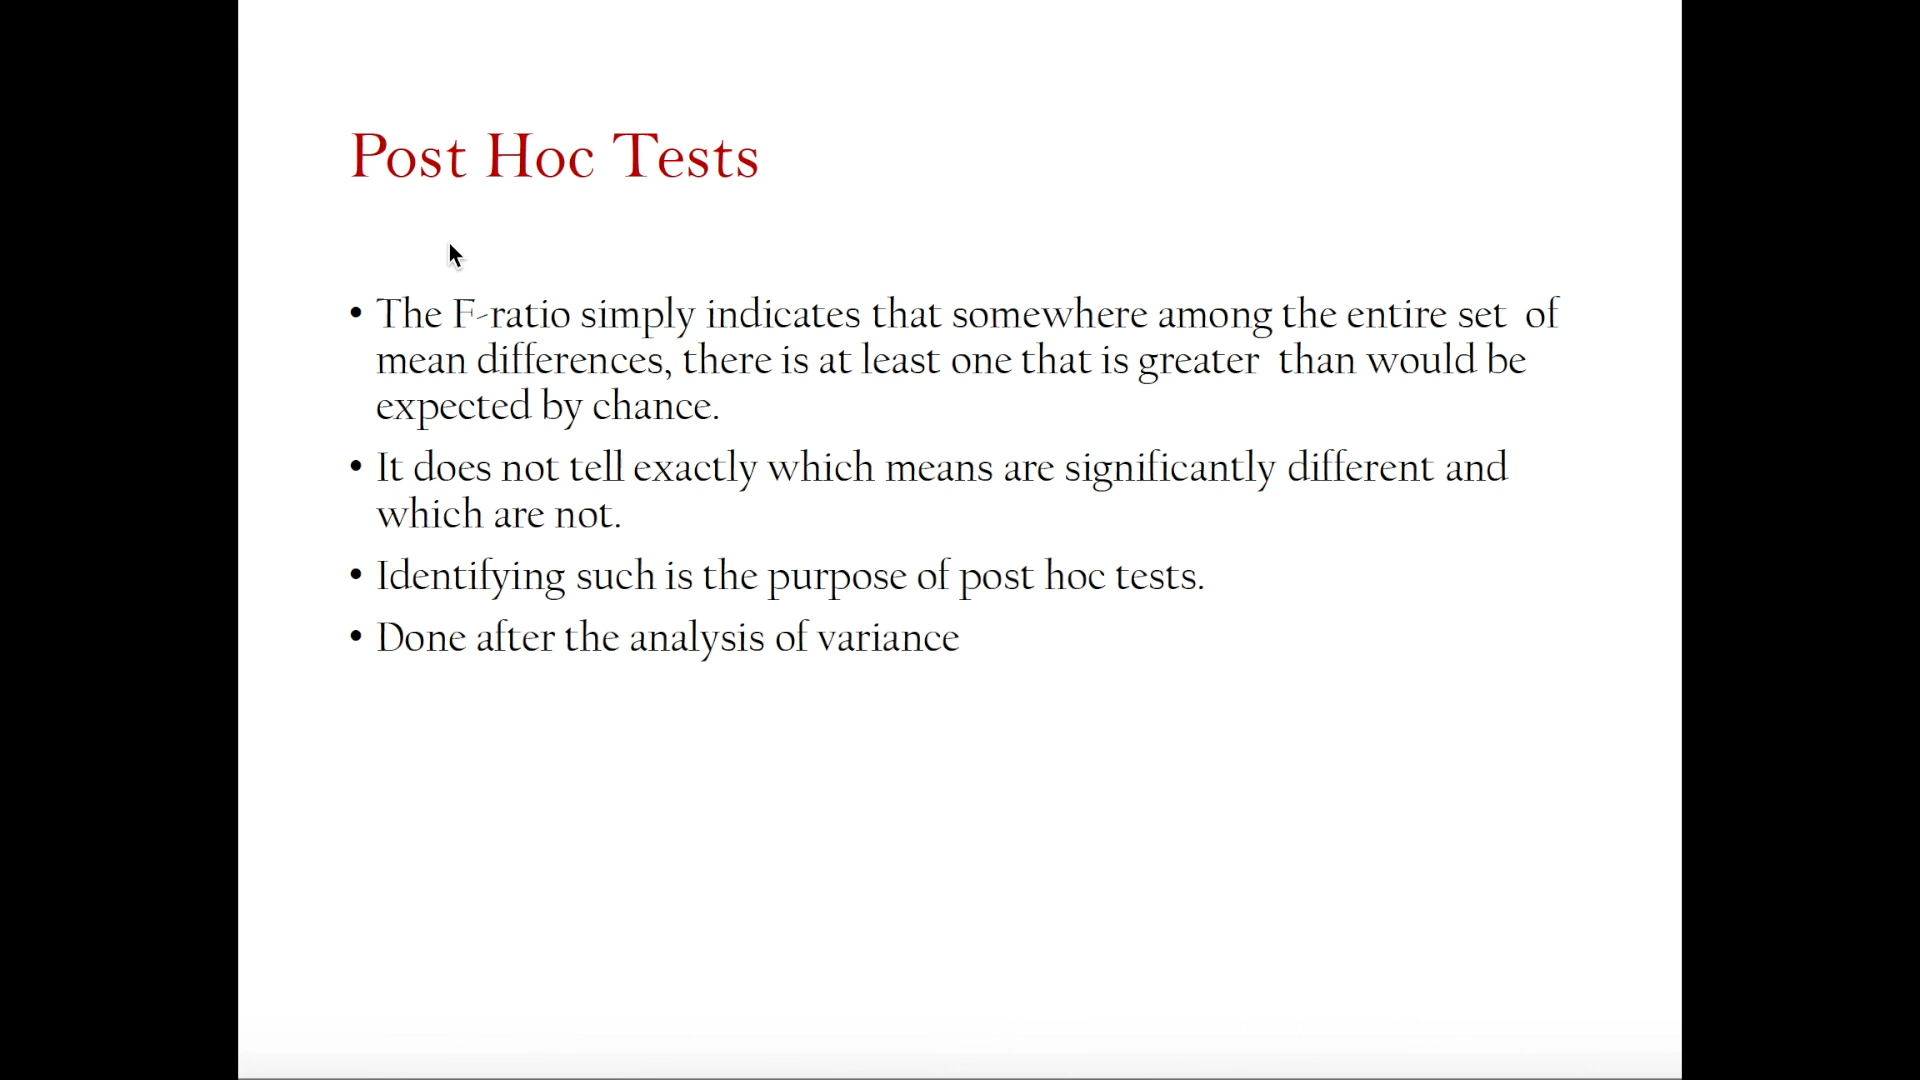 Post Hoc Tests
• The F-ratio simply indicates that somewhere among the entire set of
mean differences, there is at least one that is greater than would be
expected by chance.
• It does not tell exactly which means are significantly different and
which are not.
• Identifying such is the purpose of post hoc tests.
• Done after the analysis of variance